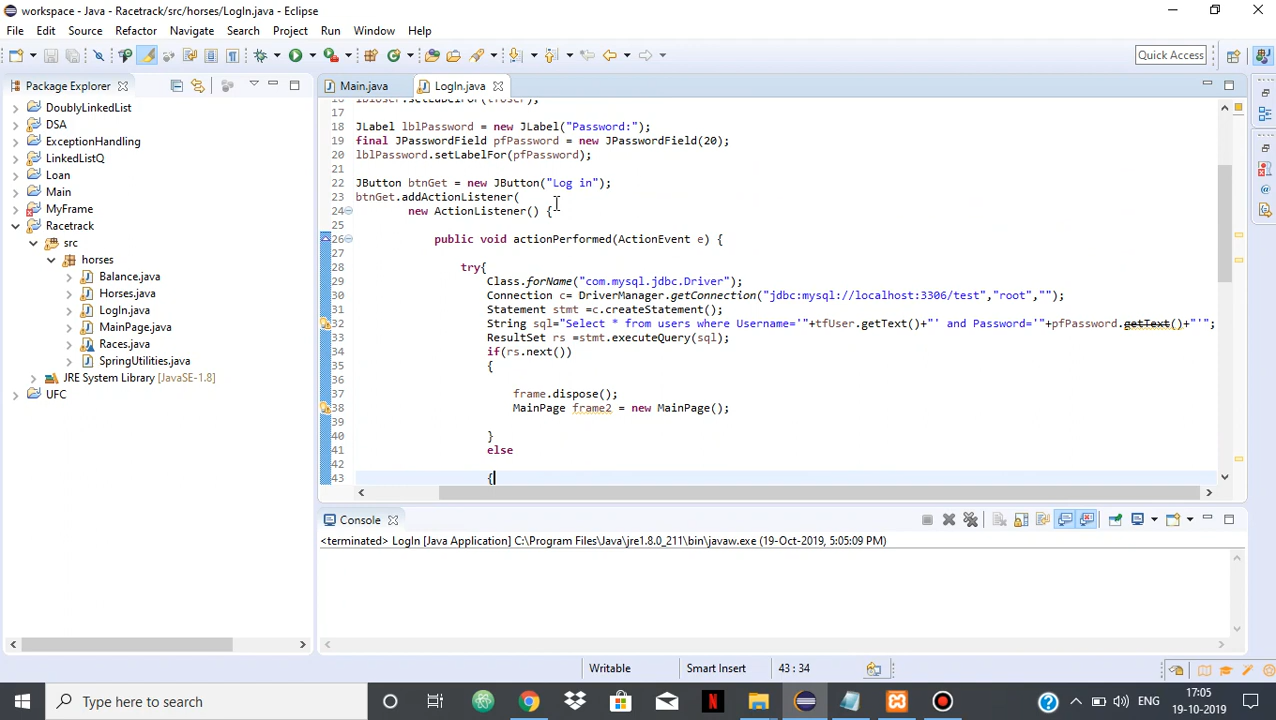 workspace - Java - Racetrack/src/horses/LogIn.java - Eclipse
File Edit Source Refactor Navigate Search Project Run Window Help
Quick Access
Package Explorer
Main.java
LogIn.java
DoublyLinkedList
DSA
ExceptionHandling
LinkedListQ
Loan
Main
MyFrame
Racetrack
src
horses
Balance.java
Horses.java
LogIn.java
MainPage.java
Races.java
SpringUtilities.java
JRE System Library [JavaSE-1.8]
UFC
16 lblUser.setLabelFor(tfUser);
17
18 JLabel lblPassword = new JLabel("Password:");
19 final JPasswordField pfPassword = new JPasswordField(20);
20 lblPassword.setLabelFor(pfPassword);
21
22 JButton btnGet = new JButton("Log in");
23 btnGet.addActionListener(
24 new ActionListener() {
25
26 public void actionPerformed(ActionEvent e) {
27
28 try{
29 Class.forName("com.mysql.jdbc.Driver");
30 Connection c= DriverManager.getConnection("jdbc:mysql://localhost:3306/test","root","");
31 Statement stmt =c.createStatement();
32 String sql="Select * from users where Username='"+tfUser.getText()+"' and Password='"+pfPassword.getText()+"'";
33 ResultSet rs =stmt.executeQuery(sql);
34 if(rs.next())
35 {
36
37 frame.dispose();
38 MainPage frame2 = new MainPage();
39
40 }
41 else
42
43 {
Console
<terminated> LogIn [Java Application] C:\Program Files\Java\jre1.8.0_211\bin\javaw.exe (19-Oct-2019, 5:05:09 PM)
Writable Smart Insert 43 : 34
Type here to search
ENG
17:05
19-10-2019